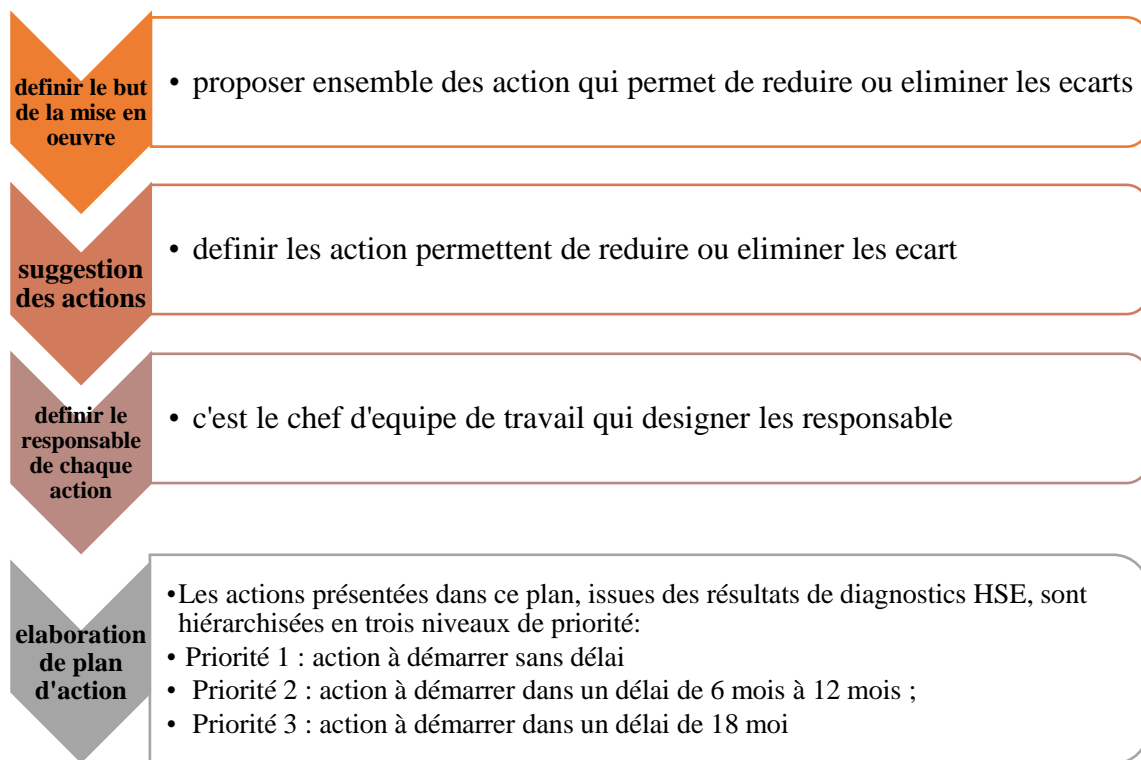 definir le but
de la mise en
oeuvre
• proposer ensemble des action qui permet de reduire ou eliminer les ecarts
suggestion
des actions
• definir les action permettent de reduire ou eliminer les ecart
definir le
responsable
de chaque
action
• c'est le chef d'equipe de travail qui designer les responsable
elaboration
de plan
d'action
•Les actions présentées dans ce plan, issues des résultats de diagnostics HSE, sont
hiérarchisées en trois niveaux de priorité:
• Priorité 1 : action à démarrer sans délai
• Priorité 2 : action à démarrer dans un délai de 6 mois à 12 mois ;
• Priorité 3 : action à démarrer dans un délai de 18 moi